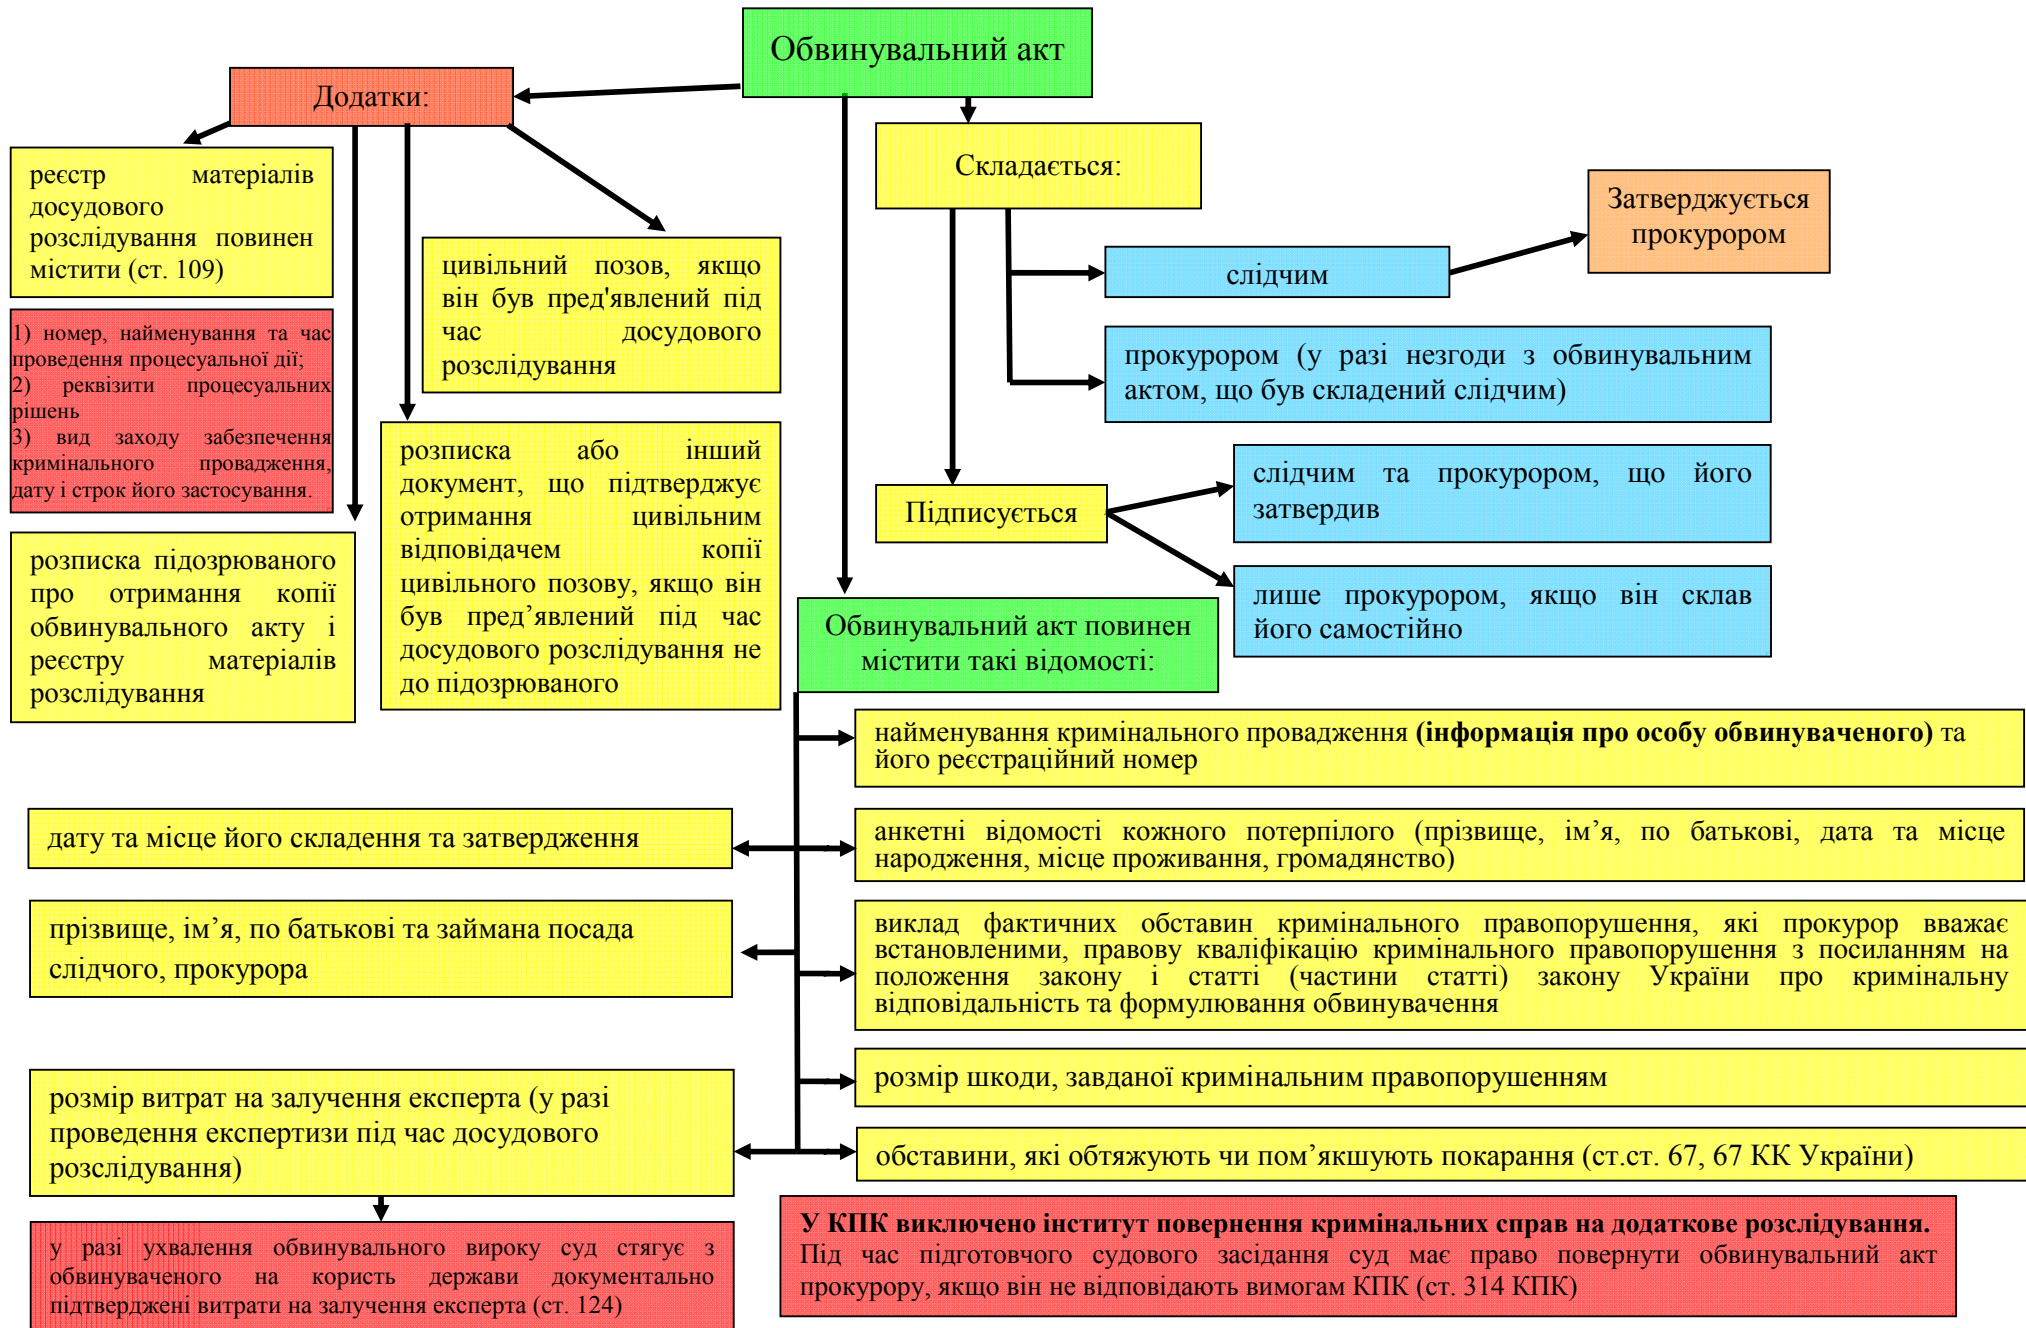 Обвинувальний акт
Додатки:
реєстр матеріалів
досудового
розслідування повинен
містити (ст. 109)
1) номер, найменування та час
проведення процесуальної дії;
2) реквізити процесуальних
рішень
3) вид заходу забезпечення
кримінального провадження,
дату і строк його застосування.
розписка підозрюваного
про отримання копії
обвинувального акту і
реєстру матеріалів
розслідування
цивільний позов, якщо
він був пред'явлений під
час досудового
розслідування
розписка або інший
документ, що підтверджує
отримання цивільним
відповідачем копії
цивільного позову, якщо він
був пред’явлений під час
досудового розслідування не
до підозрюваного
Складається:
слідчим
Затверджується
прокурором
прокурором (у разі незгоди з обвинувальним
актом, що був складений слідчим)
Підписується
слідчим та прокурором, що його
затвердив
лише прокурором, якщо він склав
його самостійно
Обвинувальний акт повинен
містити такі відомості:
найменування кримінального провадження (інформація про особу обвинуваченого) та
його реєстраційний номер
дату та місце його складення та затвердження
анкетні відомості кожного потерпілого (прізвище, ім’я, по батькові, дата та місце
народження, місце проживання, громадянство)
прізвище, ім’я, по батькові та займана посада
слідчого, прокурора
виклад фактичних обставин кримінального правопорушення, які прокурор вважає
встановленими, правову кваліфікацію кримінального правопорушення з посиланням на
положення закону і статті (частини статті) закону України про кримінальну
відповідальність та формулювання обвинувачення
розмір шкоди, завданої кримінальним правопорушенням
розмір витрат на залучення експерта (у разі
проведення експертизи під час досудового
розслідування)
обставини, які обтяжують чи пом’якшують покарання (ст.ст. 67, 67 КК України)
у разі ухвалення обвинувального вироку суд стягує з
обвинуваченого на користь держави документально
підтверджені витрати на залучення експерта (ст. 124)
У КПК виключено інститут повернення кримінальних справ на додаткове розслідування.
Під час підготовчого судового засідання суд має право повернути обвинувальний акт
прокурору, якщо він не відповідають вимогам КПК (ст. 314 КПК)